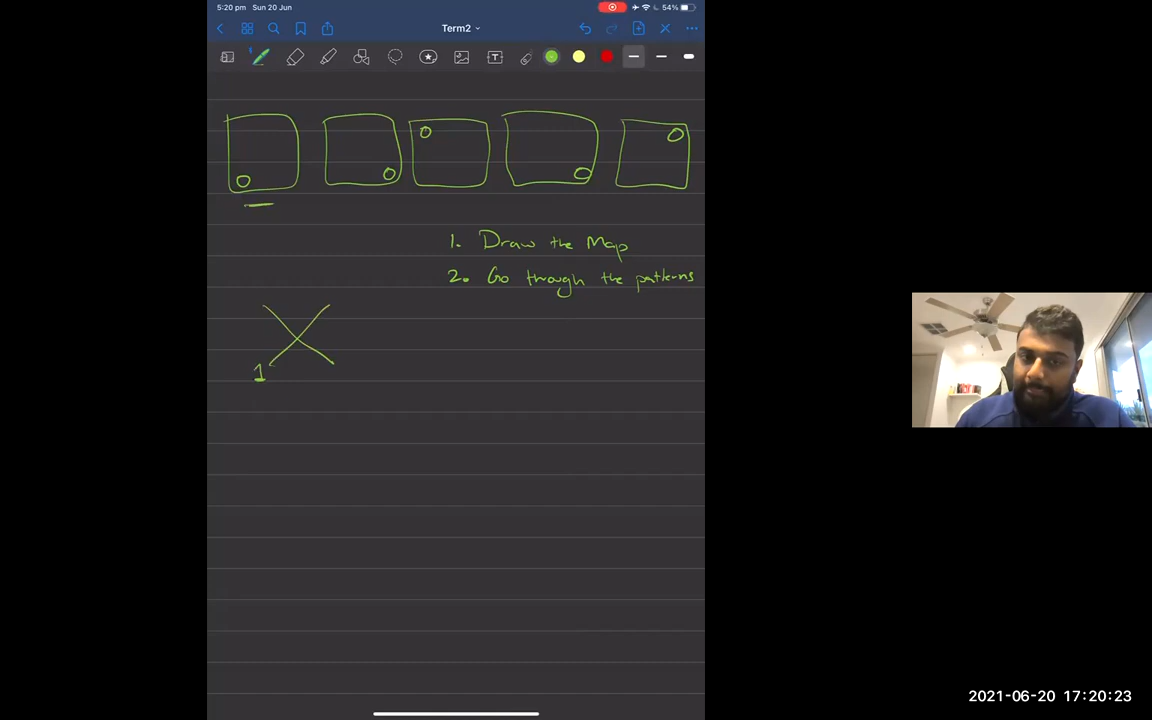 5:20 pm Sun 20 Jun
54%
Term2
1. Draw the Map
2. Go through the patterns
1
2021-06-20 17:20:23